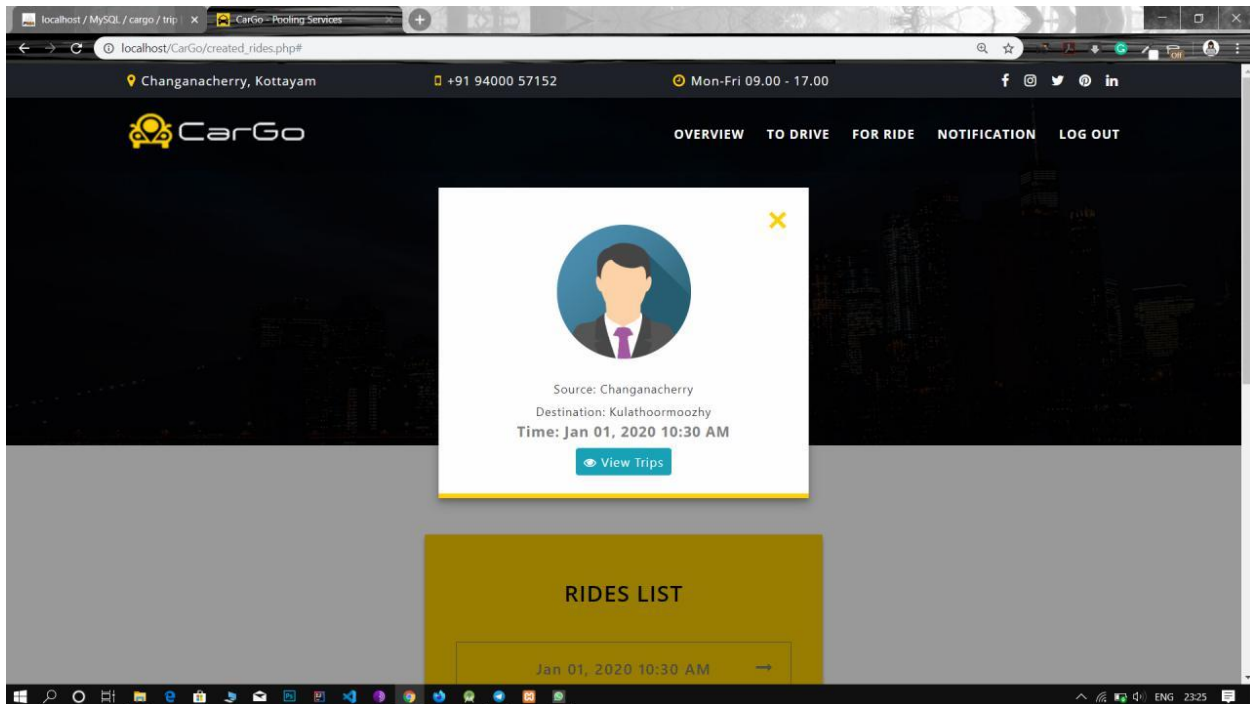 localhost / MySQL / cargo / trip
CarGo - Pooling Services
localhost/CarGo/created_rides.php#
Off
Changanacherry, Kottayam
+91 94000 57152
Mon-Fri 09.00 - 17.00
CarGo
OVERVIEW TO DRIVE FOR RIDE NOTIFICATION LOG OUT
Source: Changanacherry
Destination: Kulathoormoozhy
Time: Jan 01, 2020 10:30 AM
View Trips
RIDES LIST
Jan 01, 2020 10:30 AM
ENG 23:25